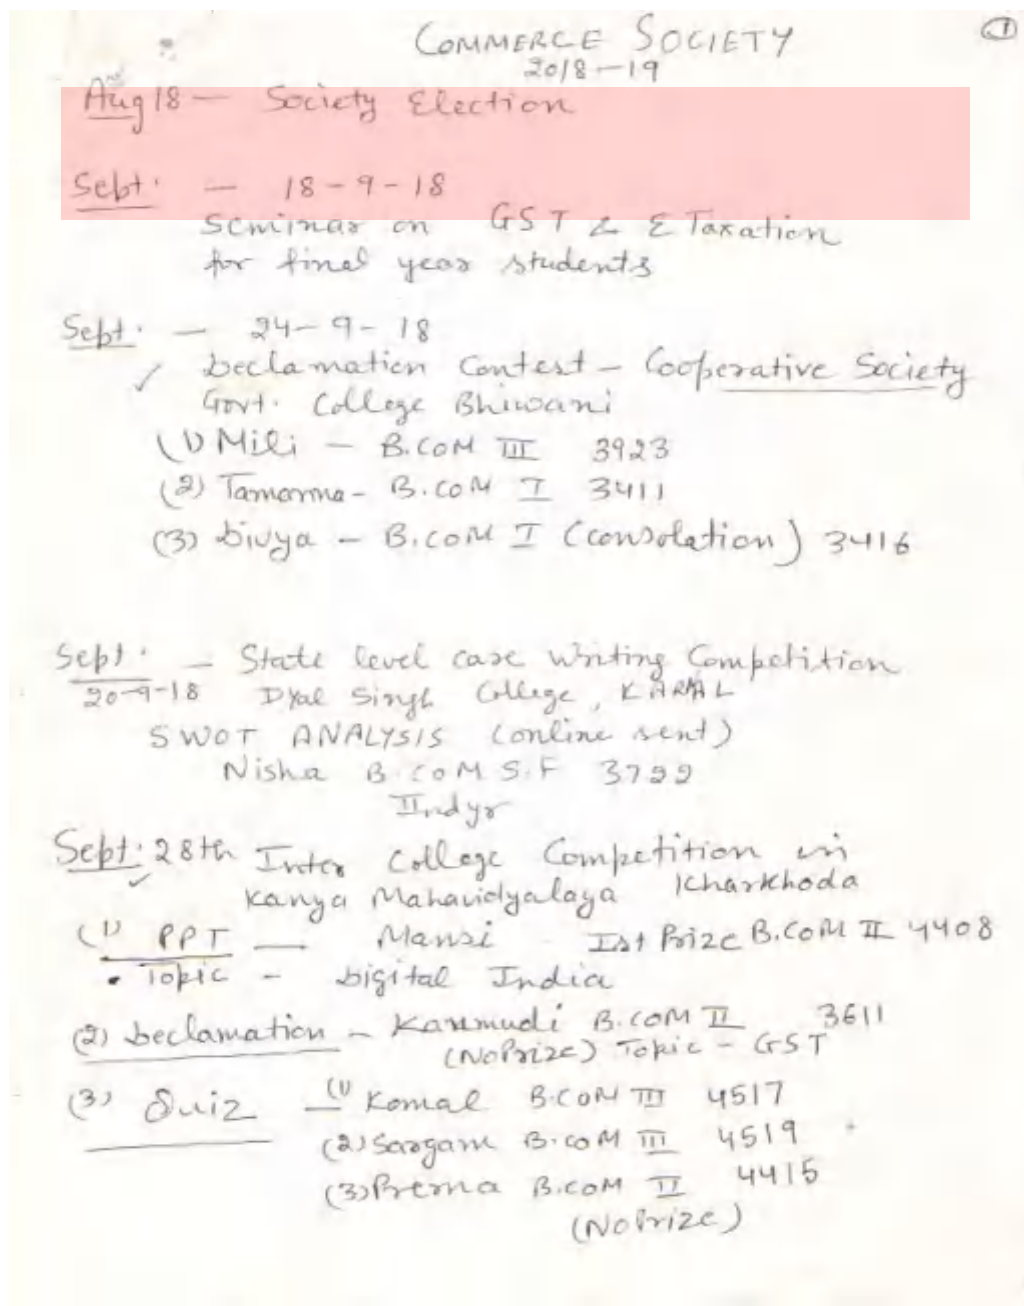 COMMERCE SOCIETY
1
2018-19
Aug 18 — Society Election
Sept. — 18-9-18
Seminar on GST & E Taxation
for final year students
Sept. — 24-9-18
✓ Declamation Contest - Cooperative Society
Govt. College Bhiwani
(1) Mili — B.COM III 3923
(2) Tamanna - B.COM I 3411
(3) Divya - B.COM I (consolation) 3416
Sept. — State level case Writing Competition
20-9-18 Dyal Singh College, KARNAL
SWOT ANALYSIS (online sent)
Nisha B.COM S.F
IInd yr
Sept. 28th Inter College Competition in
✓ Kanya Mahavidyalaya Kharkhoda
(1) PPT — Mansi - Ist Prize B.COM II 4408
• Topic - Digital India
(2) Declamation - Kaumudi B.COM II 3611
(No Prize) Topic - GST
(3) Quiz — (1) Komal B.COM III 4517
(2) Sargam B.COM III 4519
(3) Prerna B.COM II 4415
(No Prize)